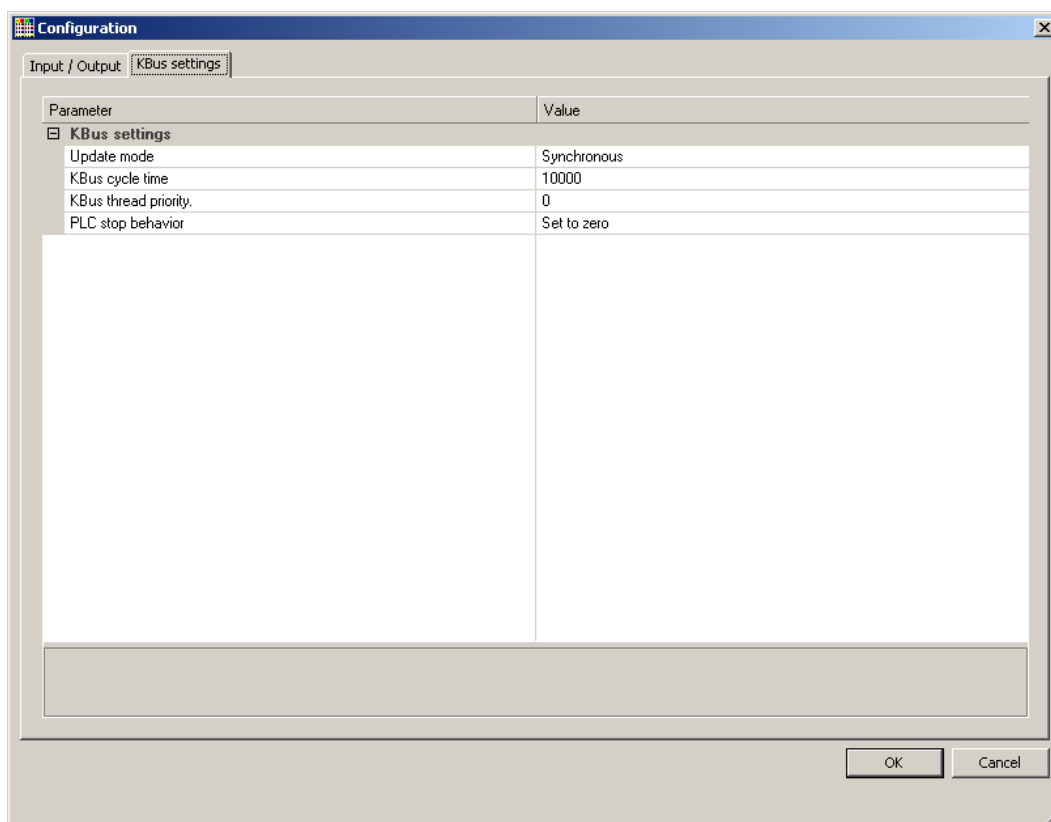 Configuration
Input / Output KBus settings
Parameter Value
KBus settings
Update mode Synchronous
KBus cycle time 10000
KBus thread priority. 0
PLC stop behavior Set to zero
OK Cancel